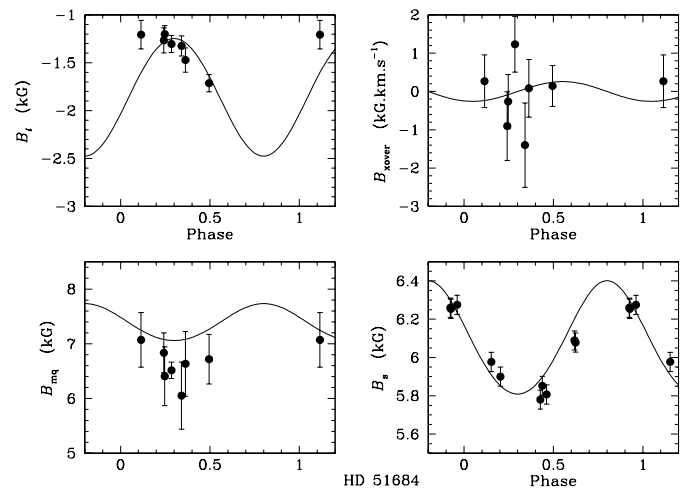 -1
-1.5
-2
-2.5
-3
B_ℓ (kG)
0 0.5 1
Phase
2
1
0
-1
-2
-3
B_xover (kG.km.s⁻¹)
0 0.5 1
Phase
8
7
6
5
B_mq (kG)
0 0.5 1
6.4
6.2
6
5.8
5.6
B_s (kG)
0 0.5 1
Phase
HD 51684